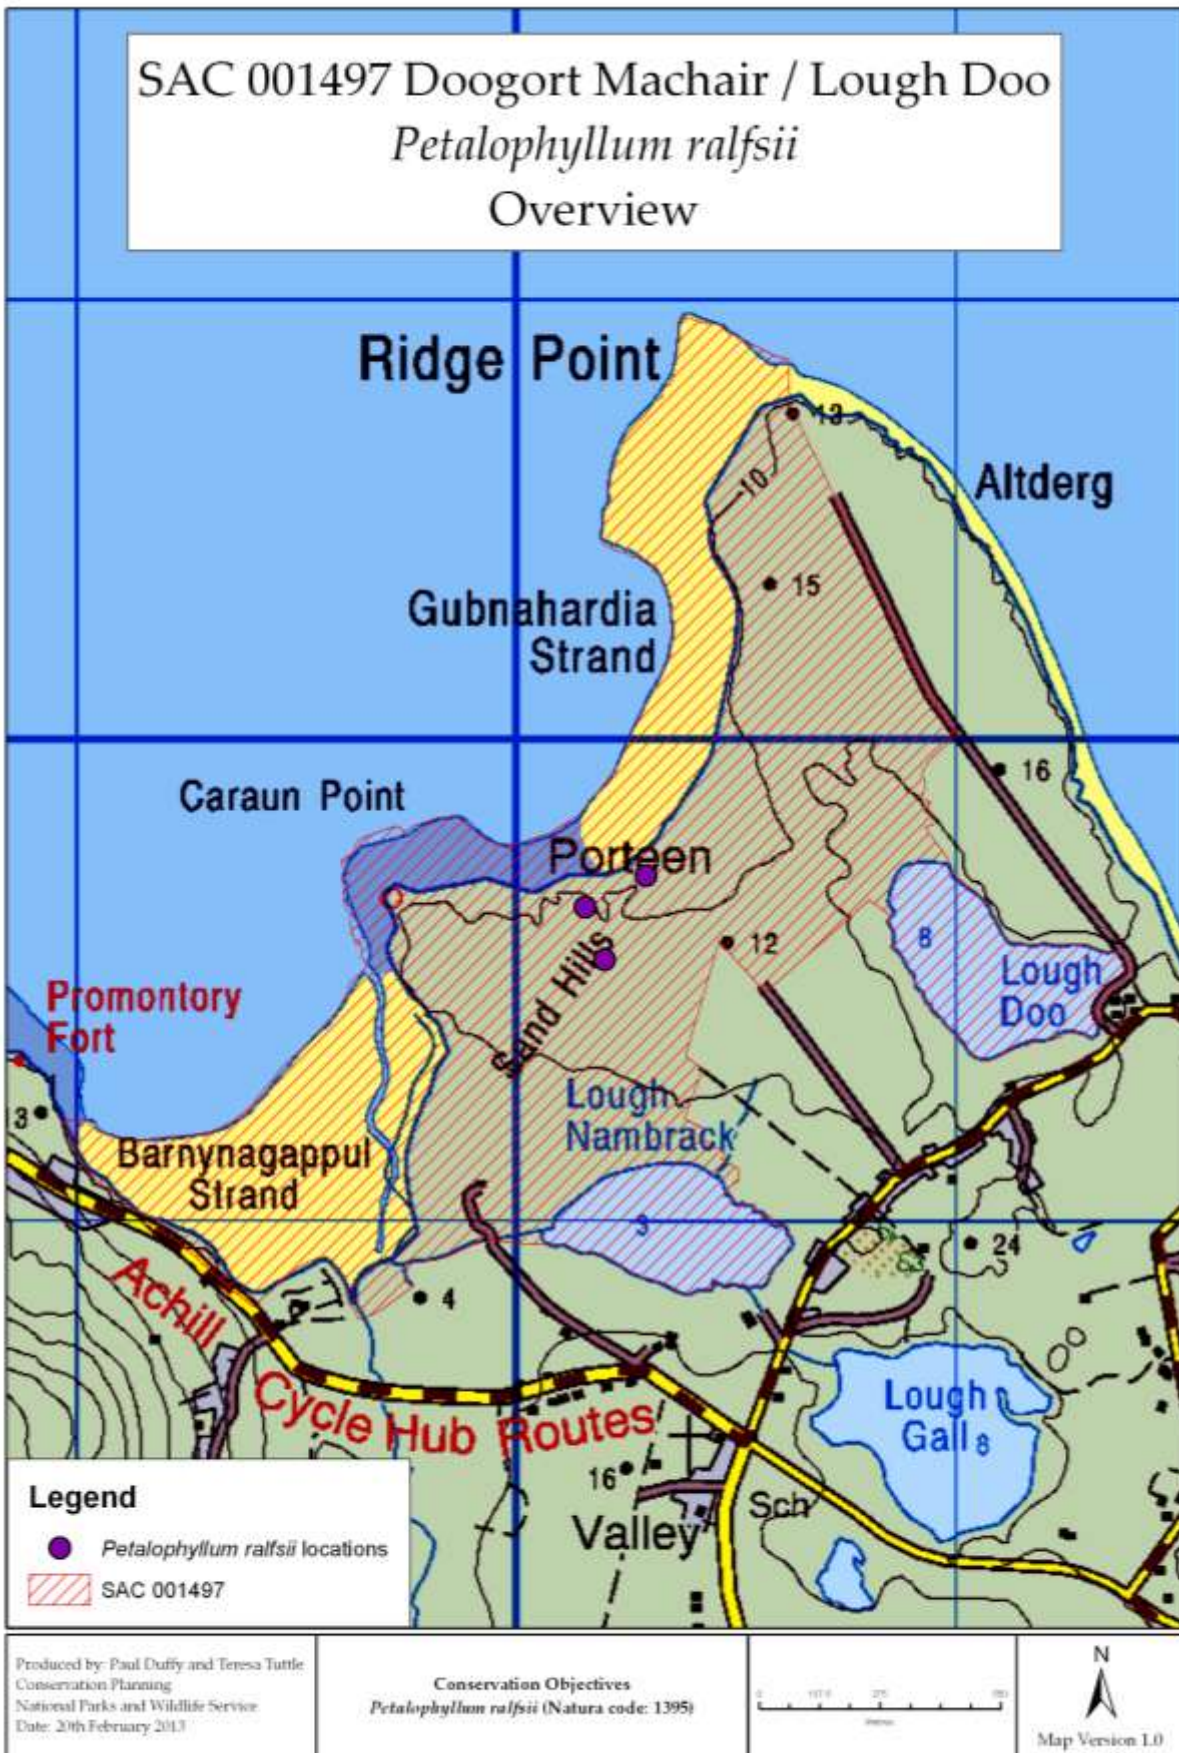 SAC 001497 Doogort Machair / Lough Doo
Petalophyllum ralfsii
Overview
Ridge Point
13
Altderg
10
15
Gubnahardia
Strand
16
Caraun Point
Porteen
12
8
Sand Hills
Lough
Doo
Promontory
Fort
13
Lough
Nambrack
Barnynagappul
Strand
3
24
4
Achill
Cycle Hub Routes
Lough
Gall 8
16
Sch
Valley
Legend
Petalophyllum ralfsii locations
SAC 001497
Produced by: Paul Duffy and Teresa Tuttle
Conservation Planning
National Parks and Wildlife Service
Date: 20th February 2013
Conservation Objectives
Petalophyllum ralfsii (Natura code: 1395)
0 275
N
Map Version 1.0